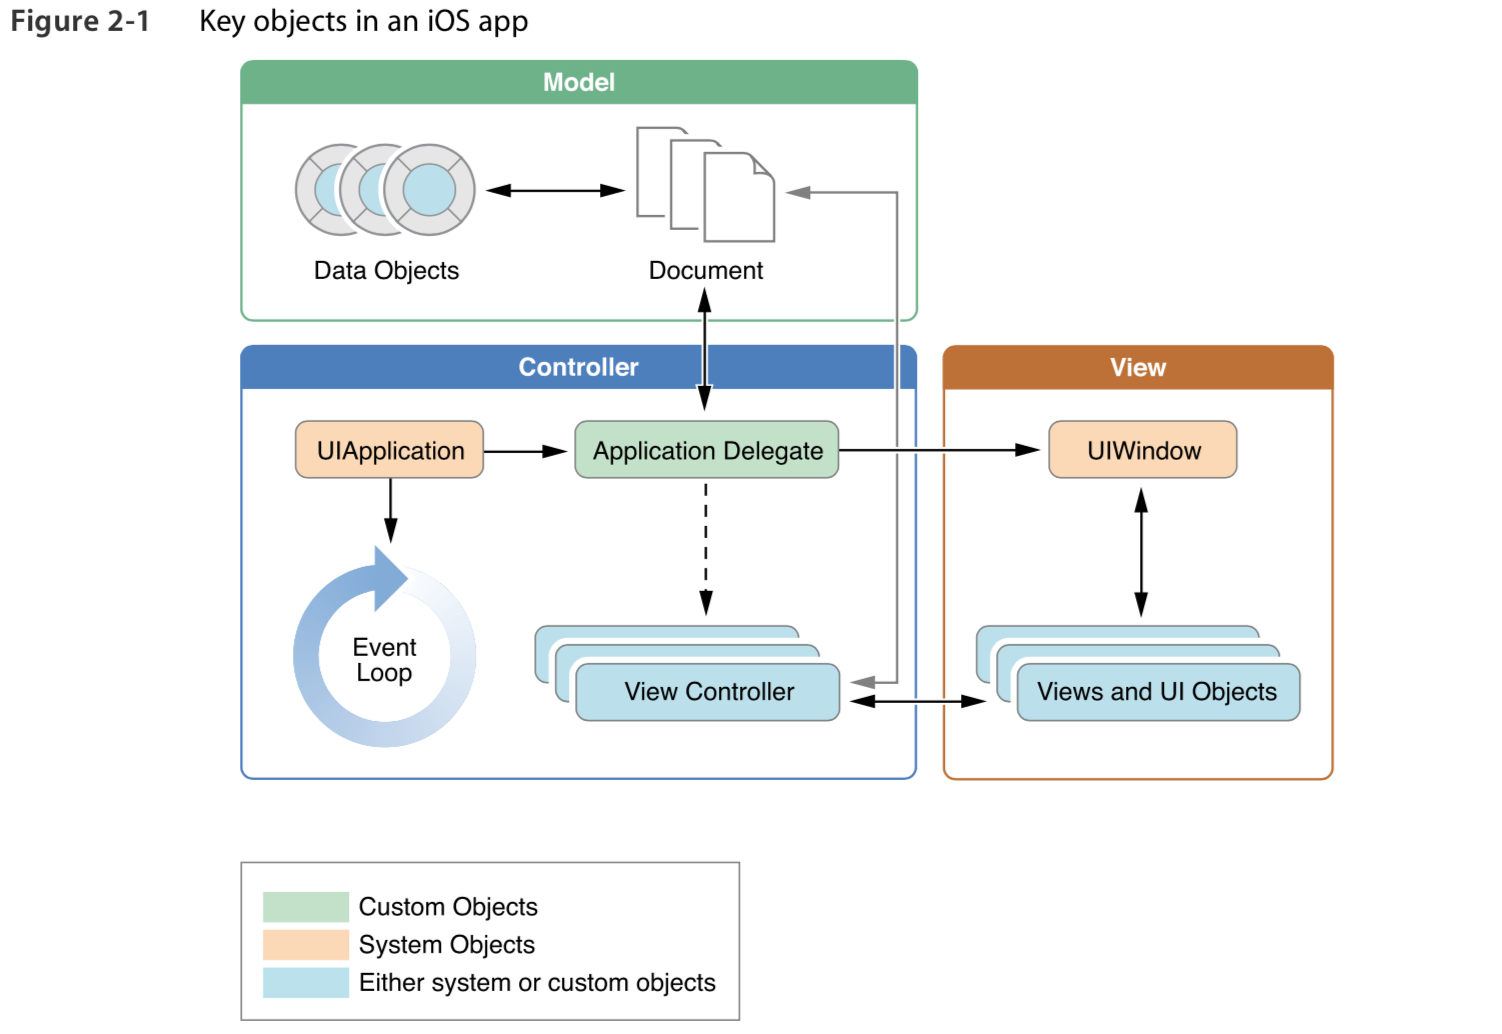 Figure 2-1 Key objects in an iOS app
Model
Data Objects
Document
Controller
View
UIApplication
Application Delegate
UIWindow
Event
Loop
View Controller
Views and UI Objects
Custom Objects
System Objects
Either system or custom objects